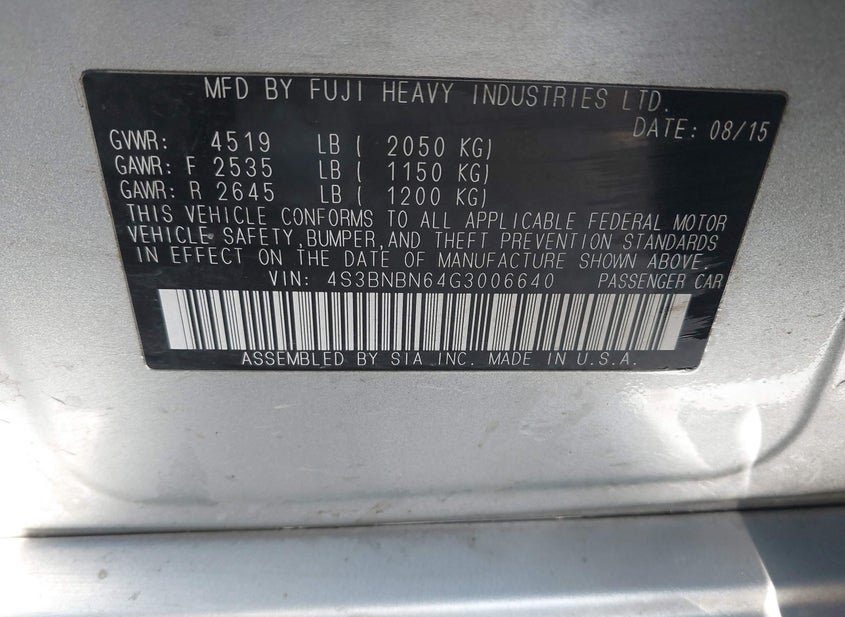 MFD BY FUJI HEAVY INDUSTRIES LTD.
DATE: 08/15
GVWR: 4519 LB ( 2050 KG)
GAWR: F 2535 LB ( 1150 KG)
GAWR: R 2645 LB ( 1200 KG)
THIS VEHICLE CONFORMS TO ALL APPLICABLE FEDERAL MOTOR
VEHICLE SAFETY,BUMPER,AND THEFT PREVENTION STANDARDS
IN EFFECT ON THE DATE OF MANUFACTURE SHOWN ABOVE.
VIN: 4S3BNBN64G3006640 PASSENGER CAR
ASSEMBLED BY SIA INC. MADE IN U.S.A.